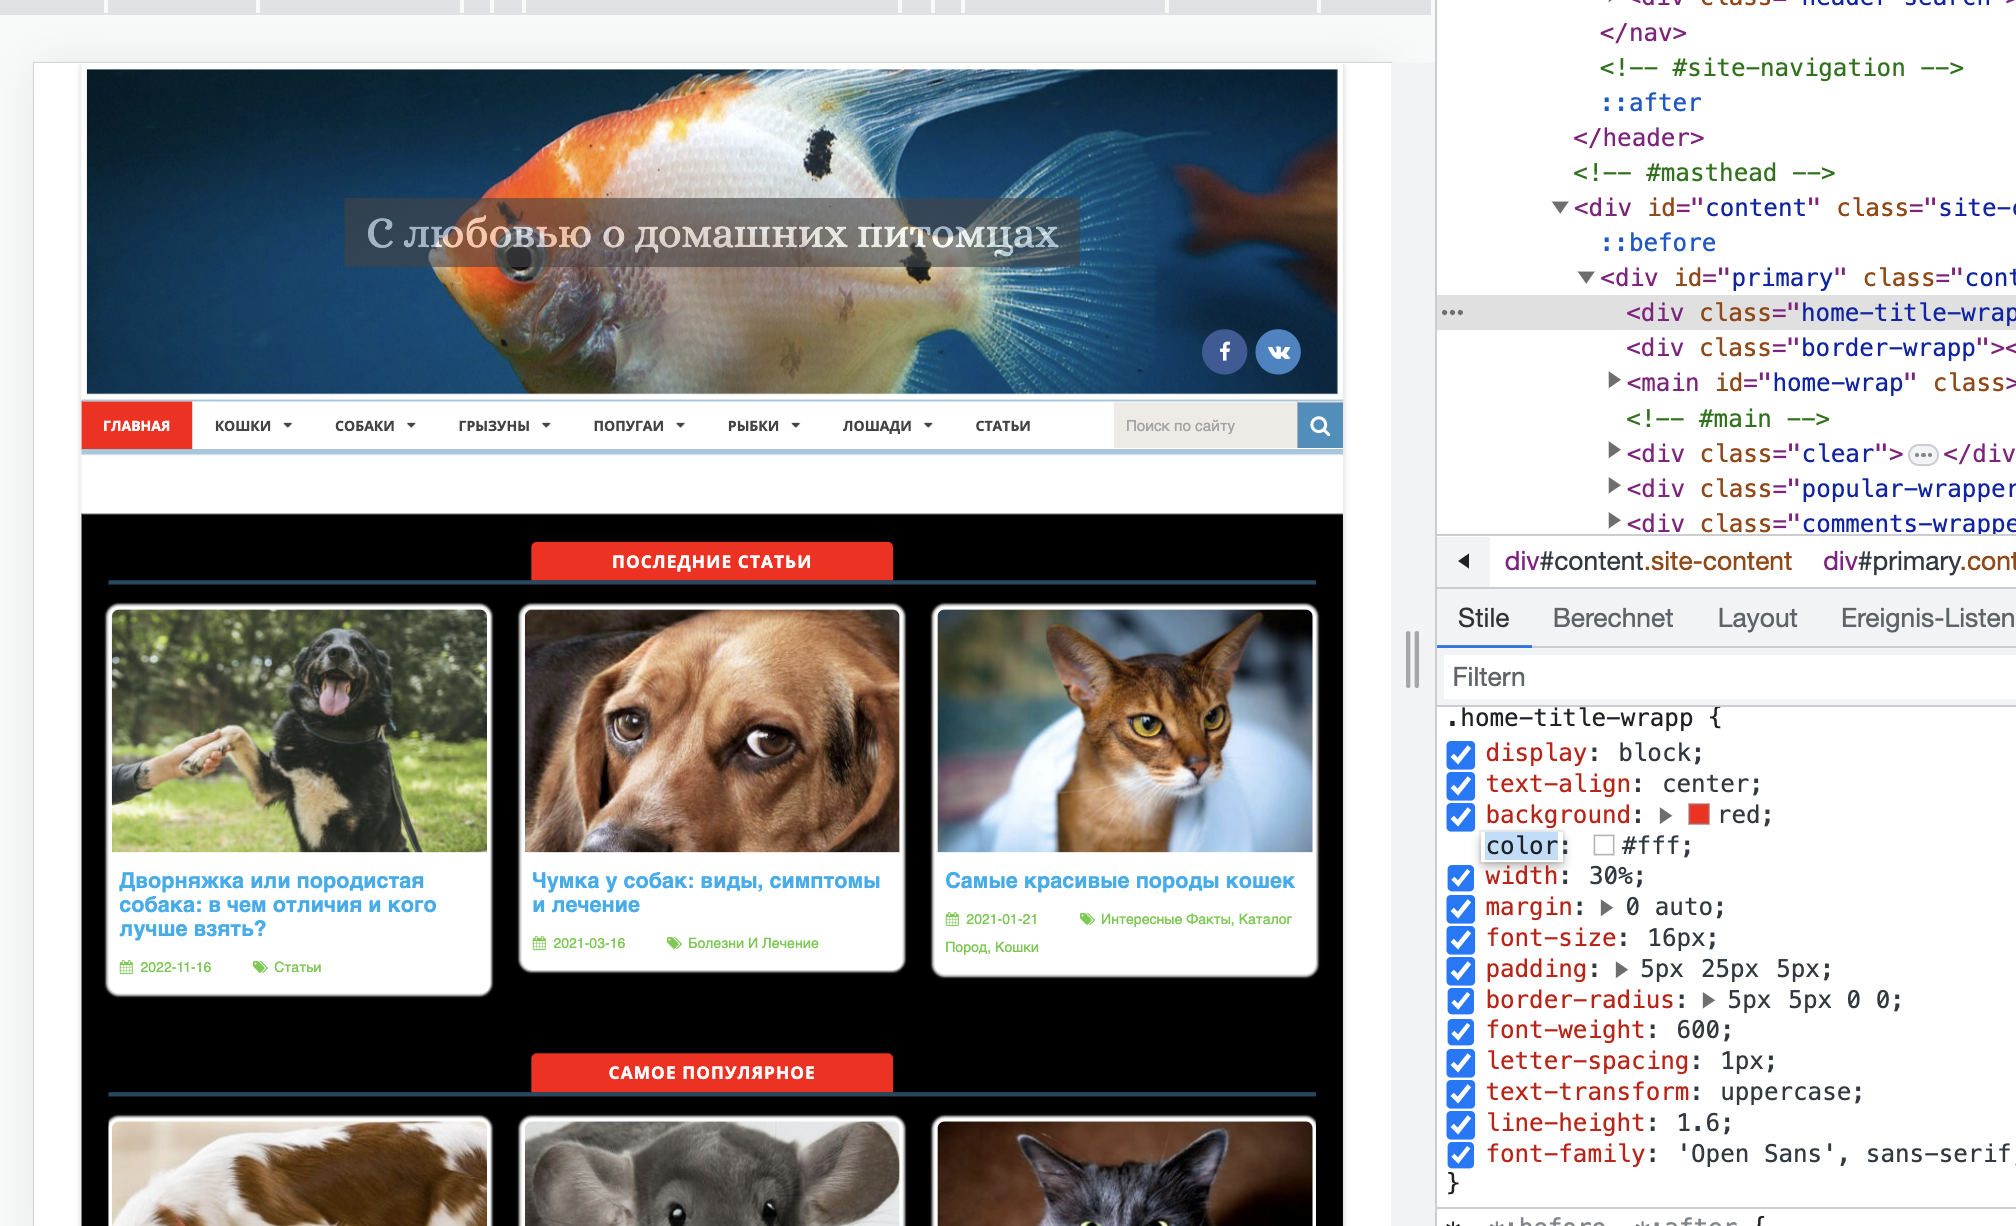 С любовью о домашних питомцах
ГЛАВНАЯ
КОШКИ
СОБАКИ
ГРЫЗУНЫ
ПОПУГАИ
РЫБКИ
ЛОШАДИ
СТАТЬИ
Поиск по сайту
ПОСЛЕДНИЕ СТАТЬИ
Дворняжка или породистая
собака: в чем отличия и кого
лучше взять?
2022-11-16 Статьи
Чумка у собак: виды, симптомы
и лечение
2021-03-16 Болезни И Лечение
Самые красивые породы кошек
2021-01-21 Интересные Факты, Каталог
Пород, Кошки
САМОЕ ПОПУЛЯРНОЕ
</nav>
<!-- #site-navigation -->
::after
</header>
<!-- #masthead -->
<div id="content" class="site-c
::before
<div id="primary" class="cont
<div class="home-title-wrap
<div class="border-wrapp"><
<main id="home-wrap" class>
<!-- #main -->
<div class="clear">…</div
<div class="popular-wrapper
<div class="comments-wrappe
div#content.site-content div#primary.cont
Stile Berechnet Layout Ereignis-Listen
Filtern
.home-title-wrapp {
display: block;
text-align: center;
background: red;
color: #fff;
width: 30%;
margin: 0 auto;
font-size: 16px;
padding: 5px 25px 5px;
border-radius: 5px 5px 0 0;
font-weight: 600;
letter-spacing: 1px;
text-transform: uppercase;
line-height: 1.6;
font-family: 'Open Sans', sans-serif
}